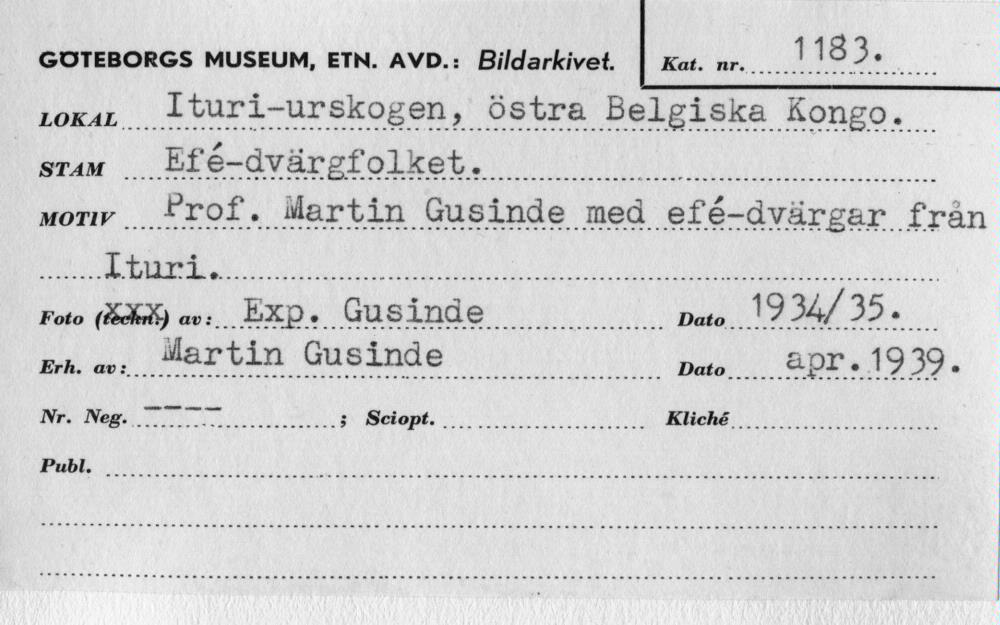 GÖTEBORGS MUSEUM, ETN. AVD.: Bildarkivet.
Kat. nr. 1183.
LOKAL Ituri-urskogen, östra Belgiska Kongo.
STAM Efé-dvärgfolket.
MOTIV Prof. Martin Gusinde med efé-dvärgar från
Ituri.
Foto (teckn.) av: Exp. Gusinde Dato 1934/35.
Erh. av: Martin Gusinde Dato apr. 1939.
Nr. Neg. ---- ; Sciopt. Kliché
Publ.